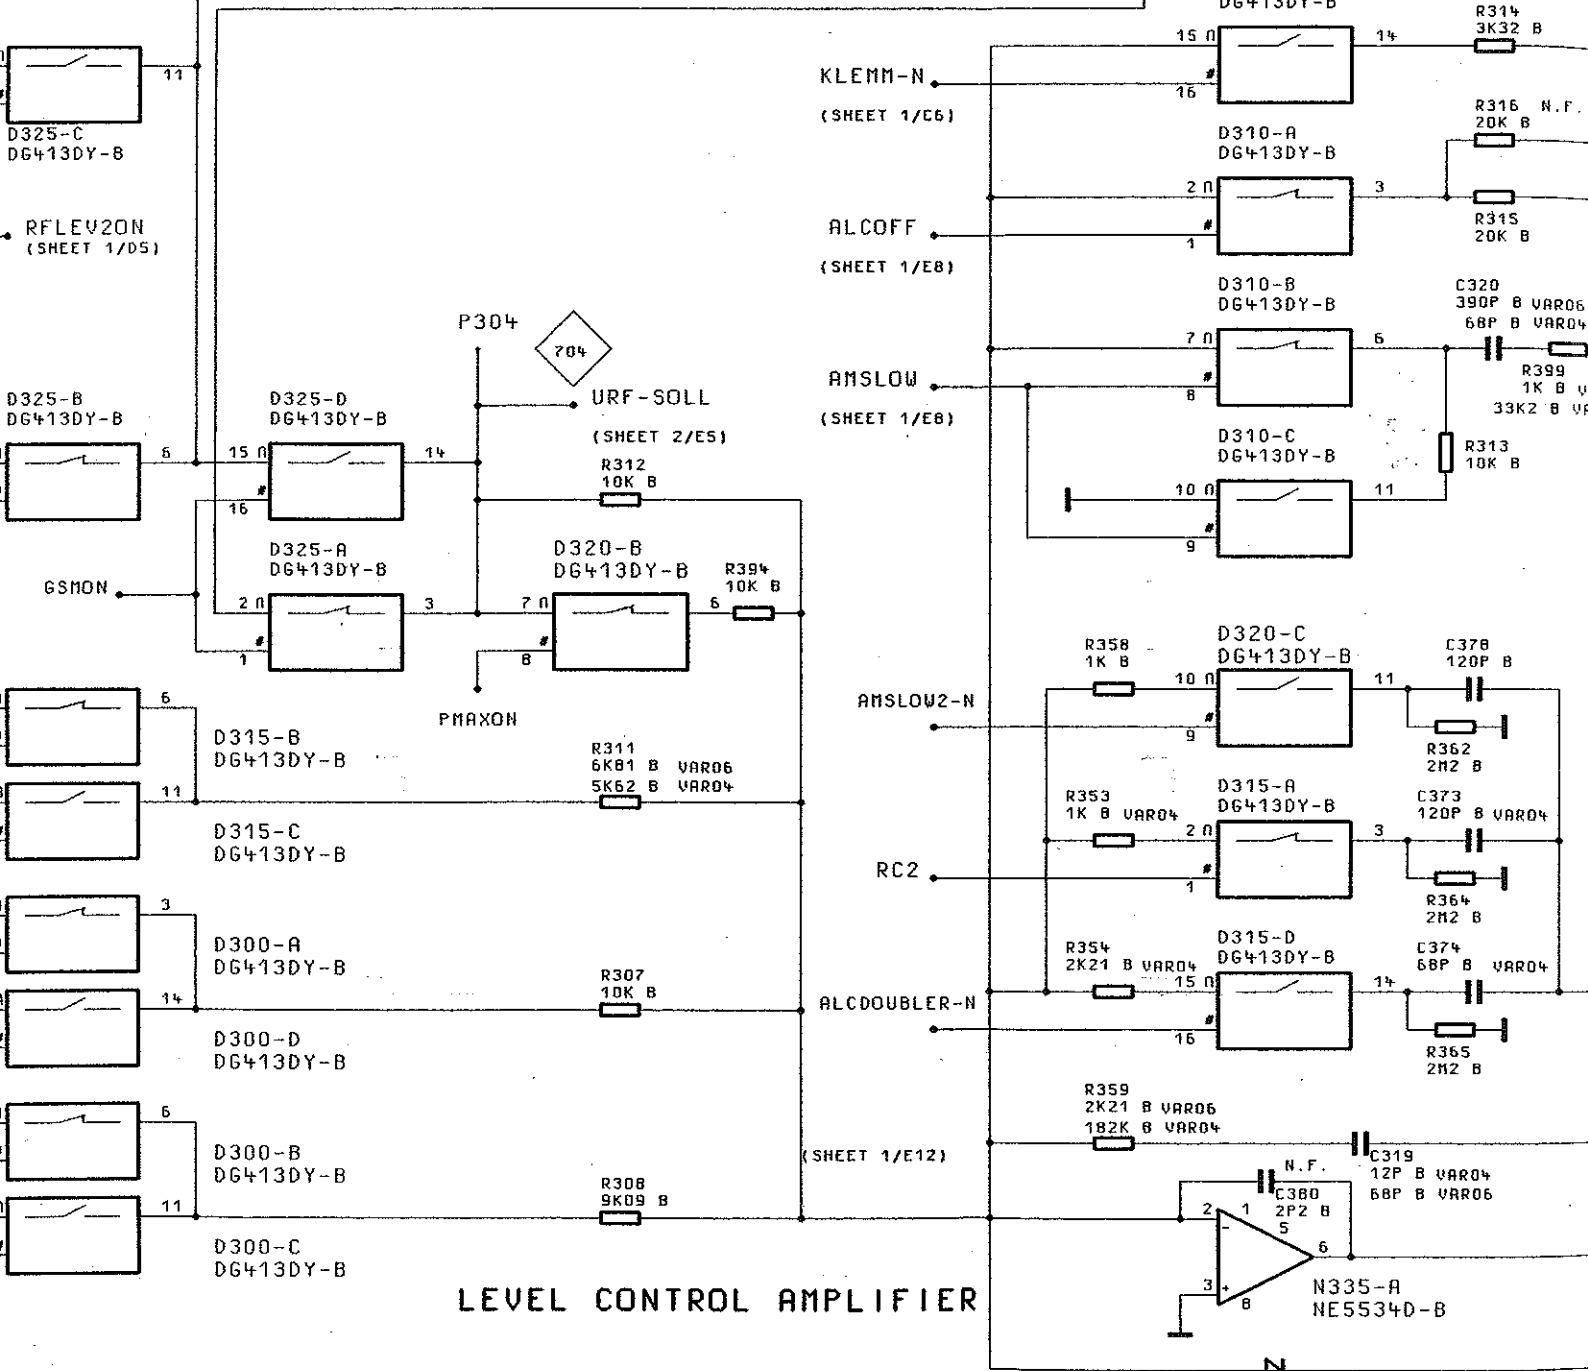 11
D325-C
DG413DY-B
RFLEV2ON
(SHEET 1/D5)
P304
704
URF-SOLL
(SHEET 2/E5)
D325-B
DG413DY-B
6
D325-D
DG413DY-B
15 n
#
16
14
R312
10K B
D325-A
DG413DY-B
GSMON
2 n
#
1
3
D320-B
DG413DY-B
7 n
#
8
6
R394
10K B
PMAXON
6
D315-B
DG413DY-B
11
D315-C
DG413DY-B
R311
6K81 B VAR06
5K62 B VAR04
3
D300-A
DG413DY-B
14
D300-D
DG413DY-B
R307
10K B
6
D300-B
DG413DY-B
11
D300-C
DG413DY-B
R308
9K09 B
(SHEET 1/E12)
LEVEL CONTROL AMPLIFIER
DG413DY-B
15 n
#
16
14
R314
3K32 B
KLEMM-N
(SHEET 1/C6)
R316 N.F.
20K B
D310-A
DG413DY-B
2 n
#
1
3
R315
20K B
ALCOFF
(SHEET 1/E8)
D310-B
DG413DY-B
7 n
#
8
6
C320
390P B VAR06
68P B VAR04
R399
1K B V
33K2 B VA
AMSLOW
(SHEET 1/E8)
D310-C
DG413DY-B
10 n
#
9
11
R313
10K B
R358
1K B
D320-C
DG413DY-B
10 n
#
9
11
C378
120P B
AMSLOW2-N
R362
2M2 B
R353
1K B VAR04
D315-A
DG413DY-B
2 n
#
1
3
C373
120P B VAR04
RC2
R364
2M2 B
R354
2K21 B VAR04
D315-D
DG413DY-B
15 n
#
16
14
C374
68P B VAR04
ALCDOUBLER-N
R365
2M2 B
R359
2K21 B VAR06
182K B VAR04
C319
12P B VAR04
68P B VAR06
N.F.
C380
2P2 B
2
1
5
-
6
3
+
8
N335-A
NE5534D-B
Z